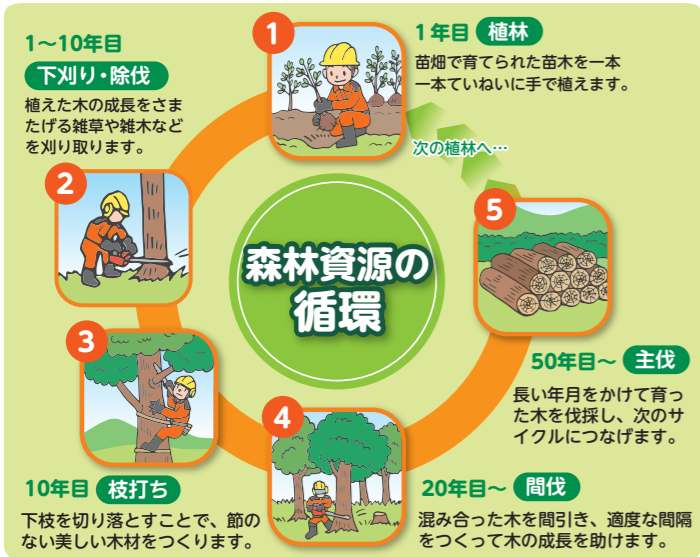 森林資源の
循環
1
1年目 植林
苗畑で育てられた苗木を一本
一本ていねいに手で植えます。
1～10年目
下刈り・除伐
植えた木の成長をさま
たげる雑草や雑木など
を刈り取ります。
2
3
10年目 枝打ち
下枝を切り落とすことで、節の
ない美しい木材をつくります。
4
20年目～ 間伐
混み合った木を間引き、適度な間隔
をつくって木の成長を助けます。
5
50年目～ 主伐
長い年月をかけて育っ
た木を伐採し、次のサ
イクルにつなげます。
次の植林へ…